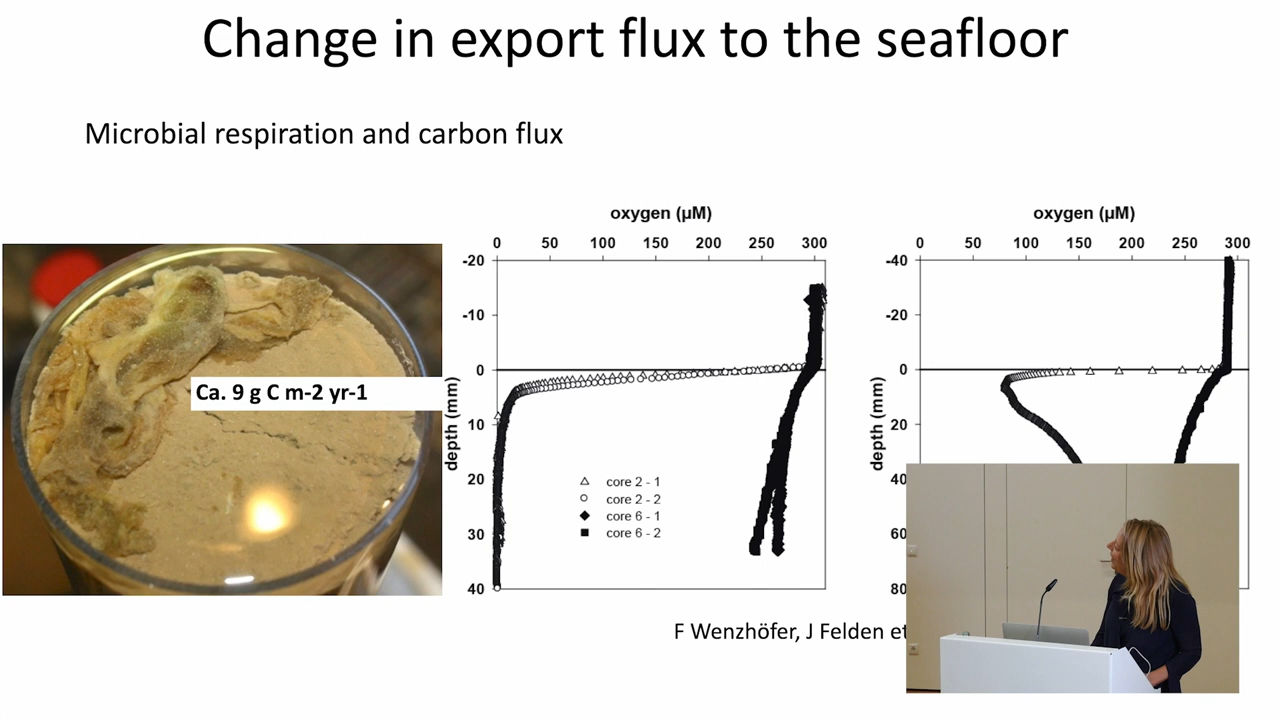 Change in export flux to the seafloor
Microbial respiration and carbon flux
Ca. 9 g C m-2 yr-1
oxygen (µM)
0 50 100 150 200 250 300
-20
-10
0
10
20
30
40
depth (mm)
core 2 - 1
core 2 - 2
core 6 - 1
core 6 - 2
oxygen (µM)
0 50 100 150 200 250 300
-40
-20
0
20
40
60
80
depth (mm)
F Wenzhöfer, J Felden et